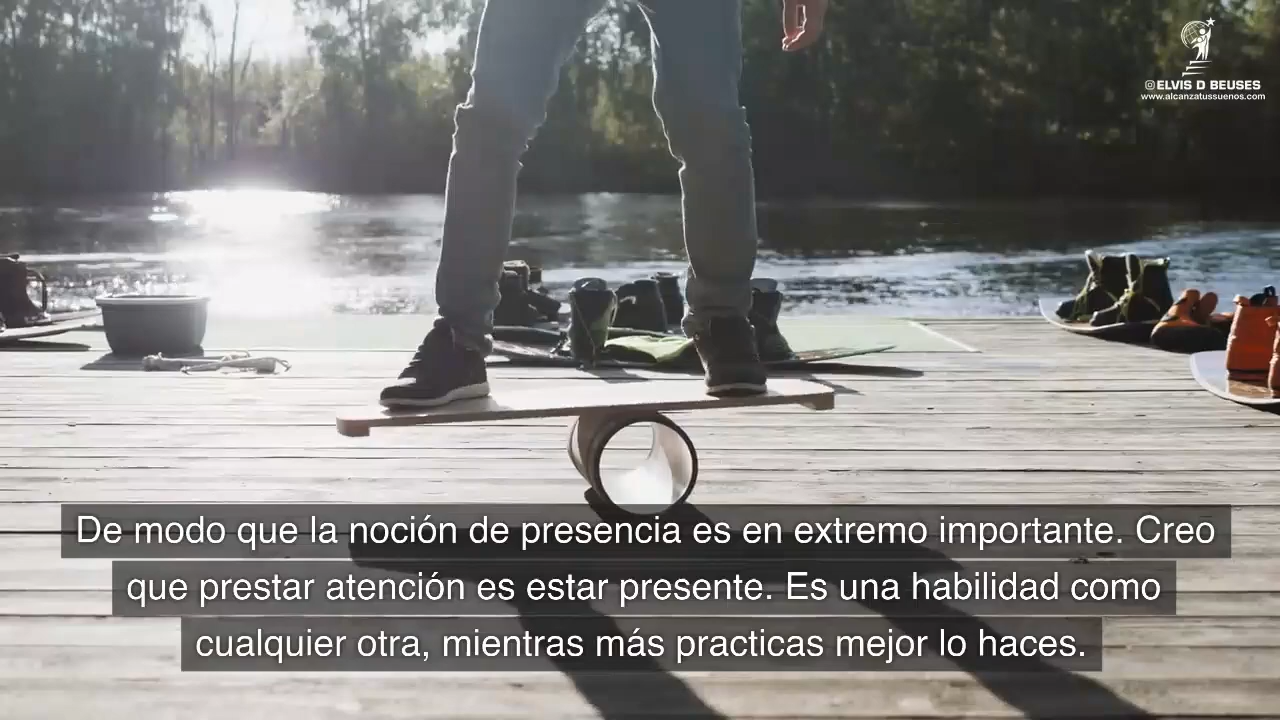 ELVIS D BEUSES
www.alcanzatussuenos.com
De modo que la noción de presencia es en extremo importante. Creo
que prestar atención es estar presente. Es una habilidad como
cualquier otra, mientras más practicas mejor lo haces.